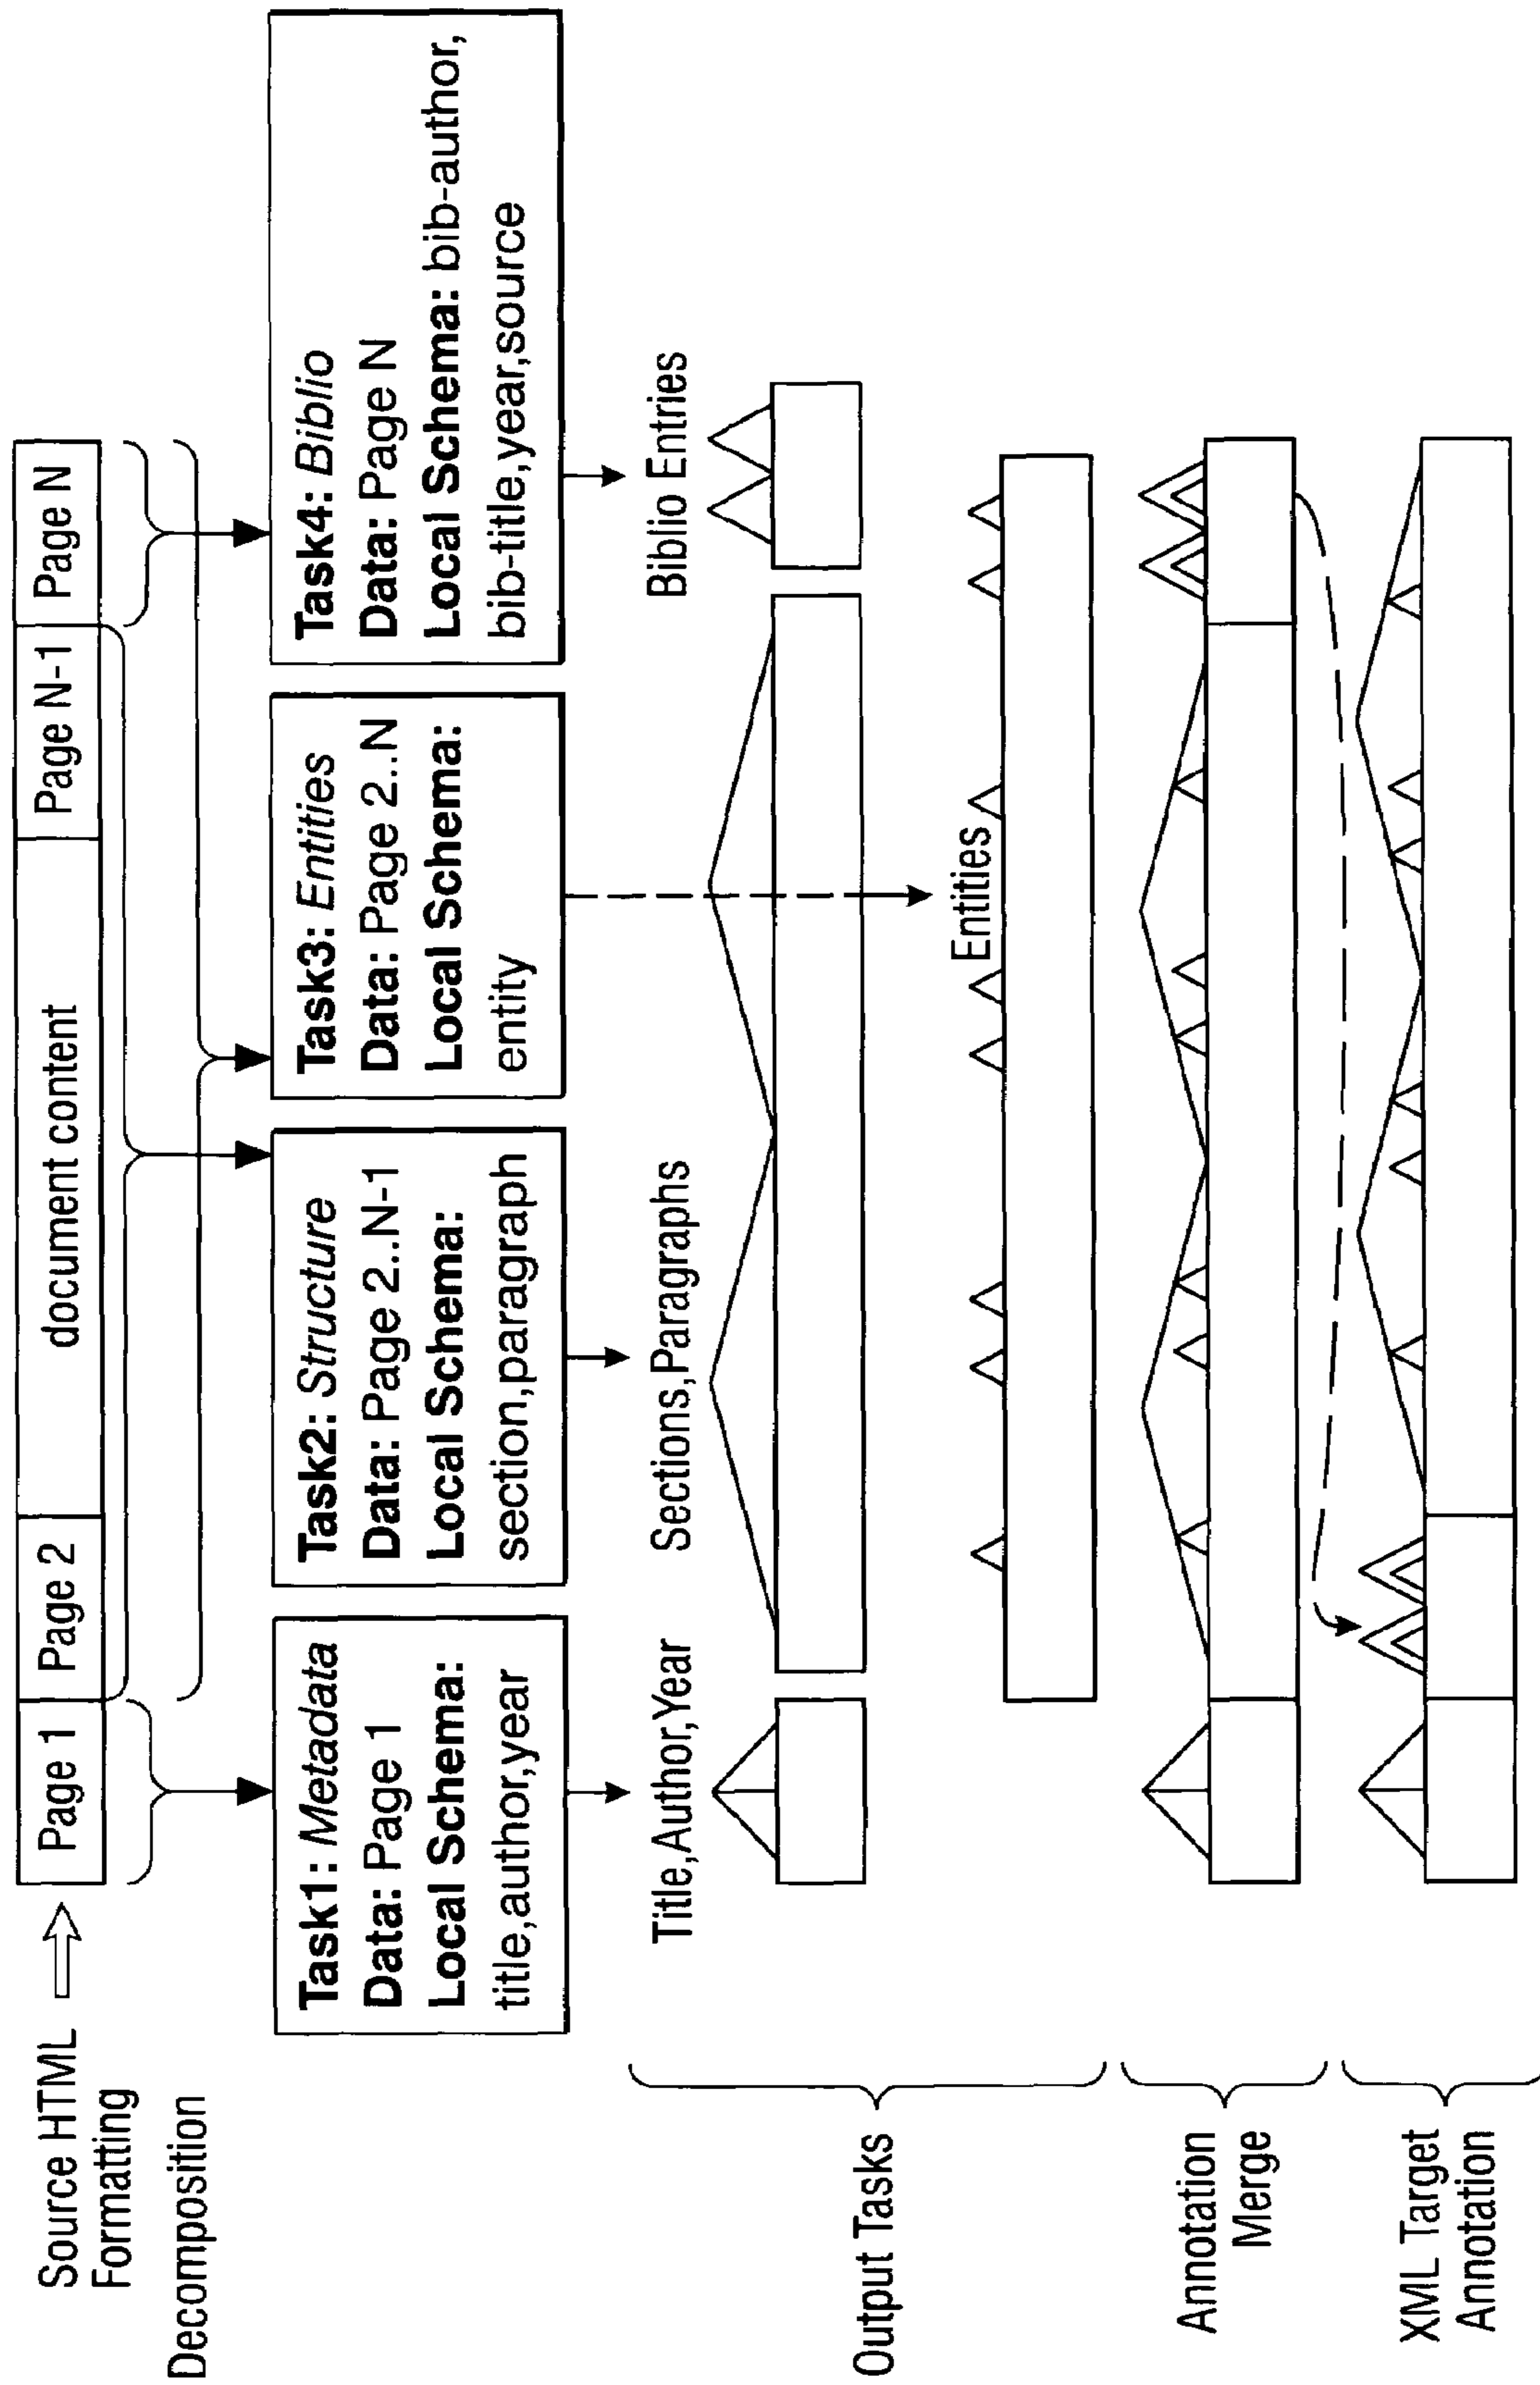 Source HTML
Formatting
Page 1
Page 2
document content
Page N-1
Page N
Decomposition
Task1: Metadata
Data: Page 1
Local Schema:
title,author,year
Task2: Structure
Data: Page 2..N-1
Local Schema:
section,paragraph
Task3: Entities
Data: Page 2..N
Local Schema:
entity
Task4: Biblio
Data: Page N
Local Schema: bib-author,
bib-title,year,source
Title,Author,Year
Sections,Paragraphs
Biblio Entries
Output Tasks
Entities
Annotation
Merge
XML Target
Annotation